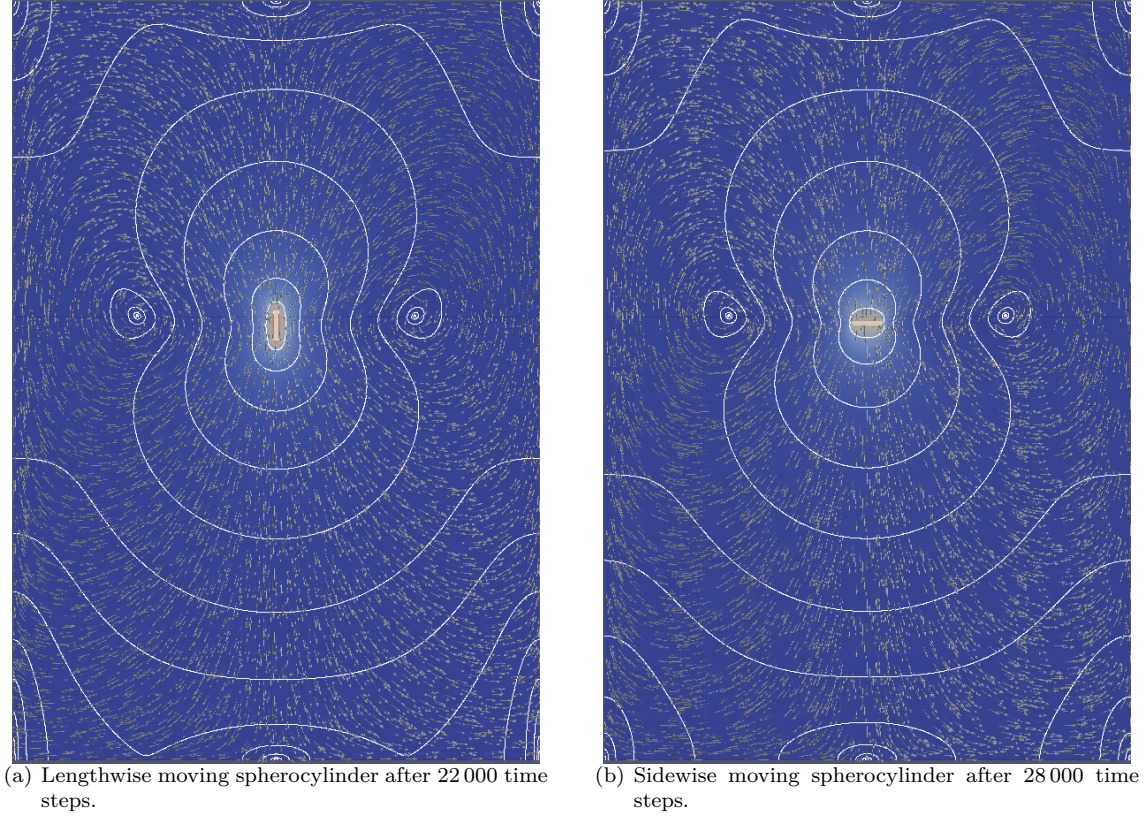 (a) Lengthwise moving spherocylinder after 22 000 time
steps.
(b) Sidewise moving spherocylinder after 28 000 time
steps.